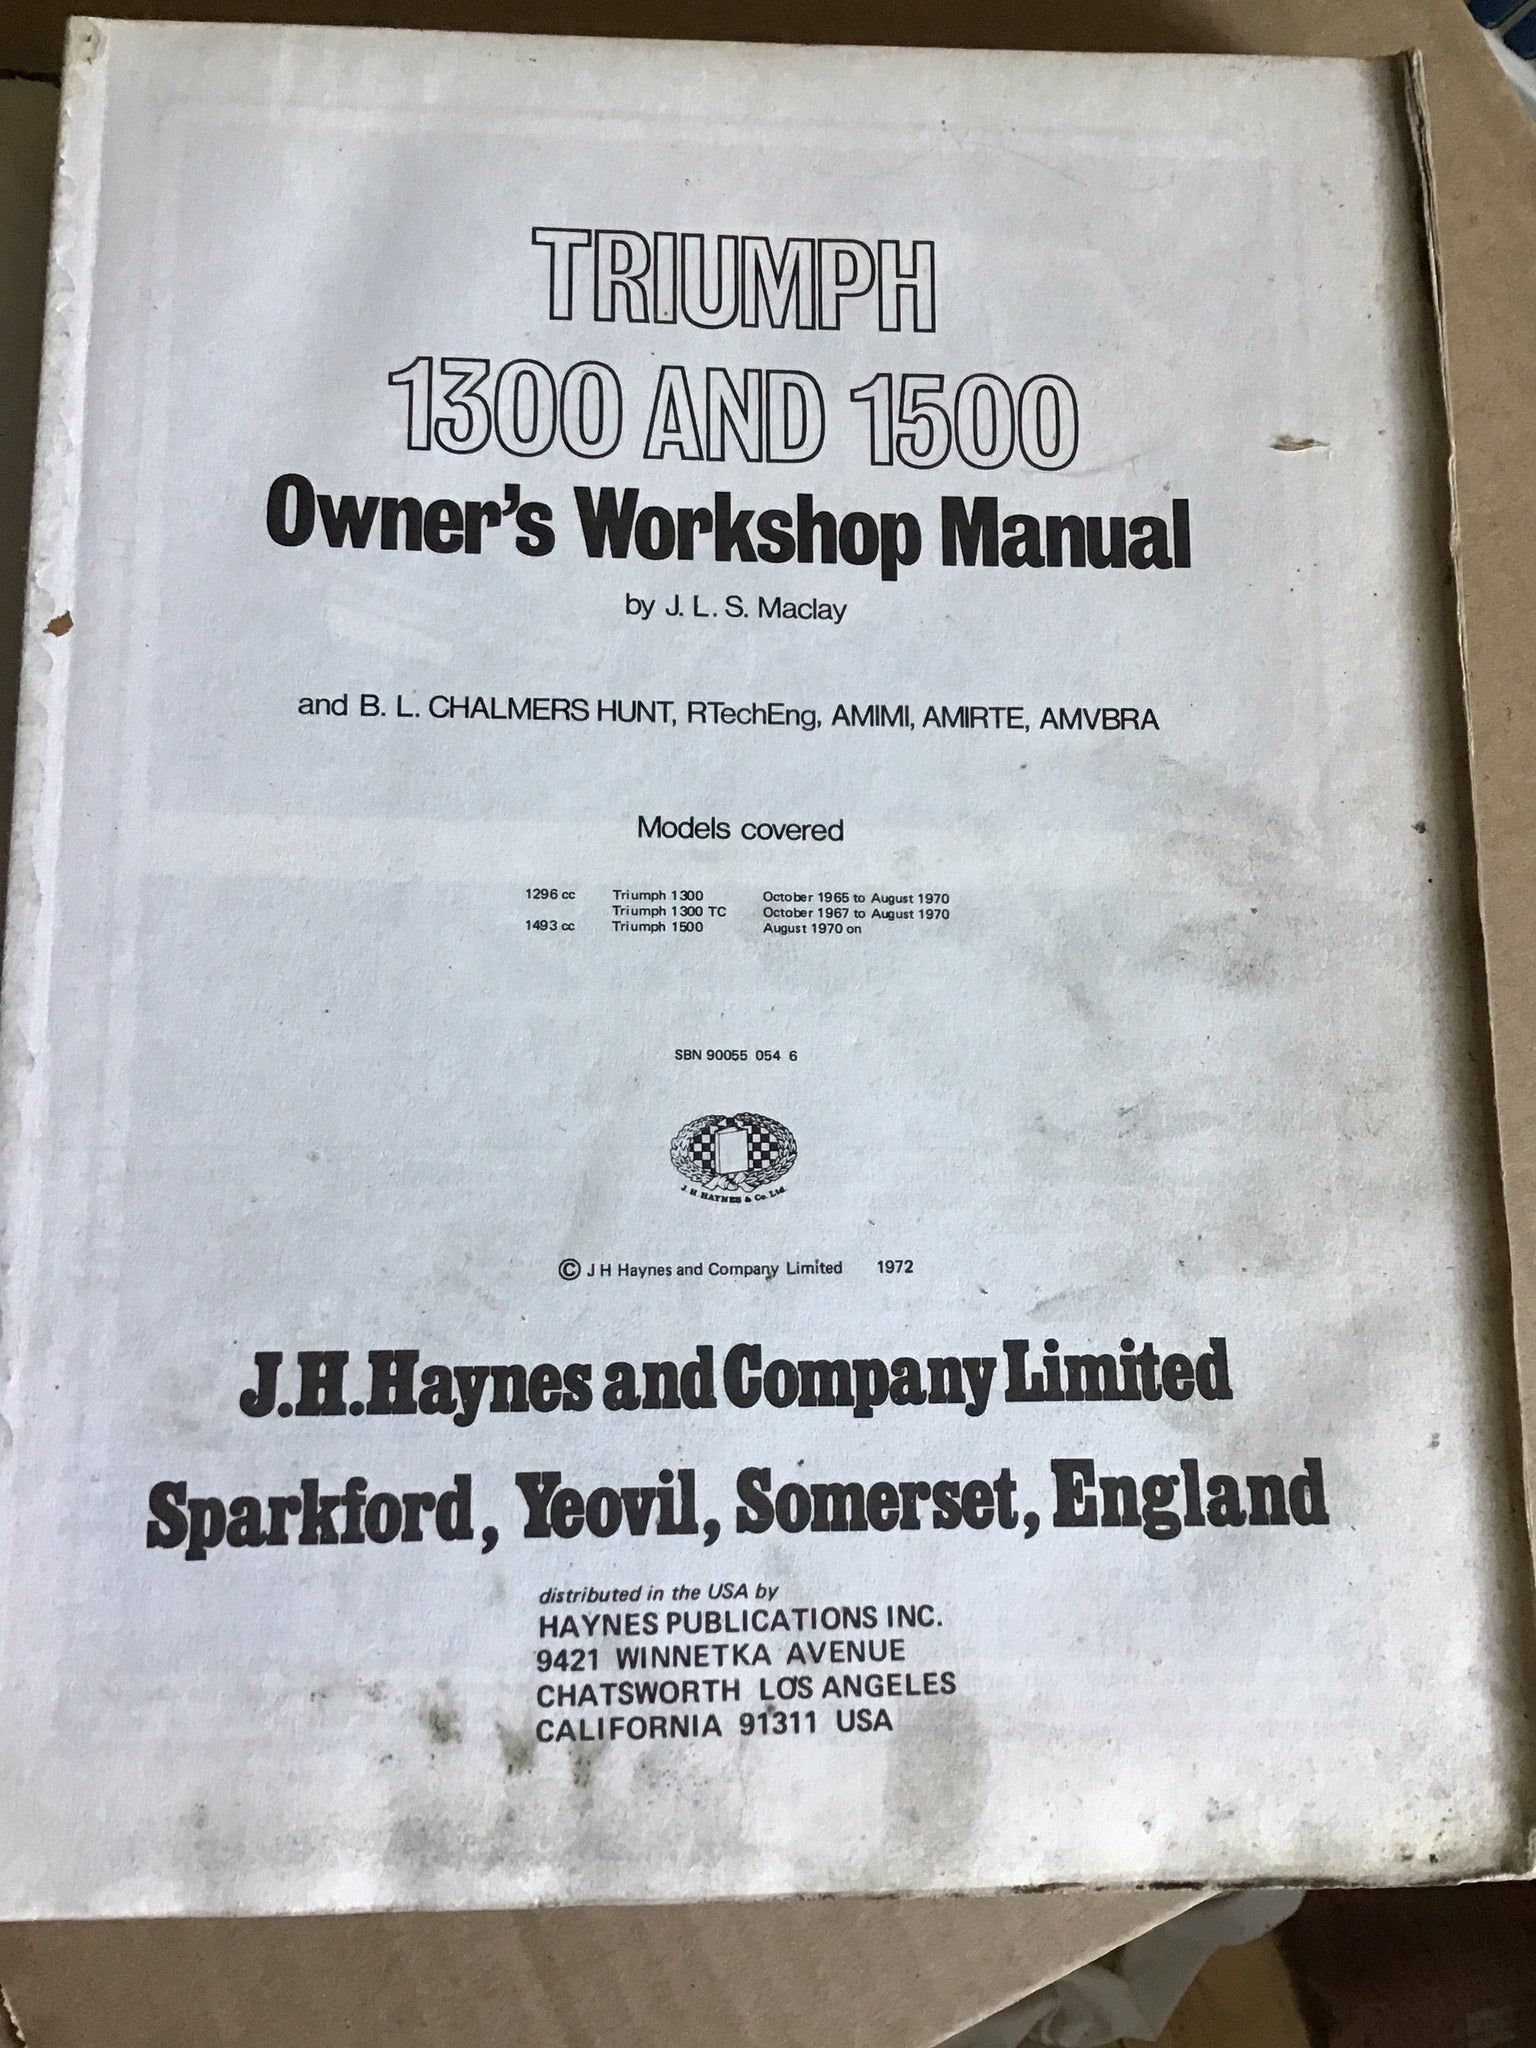 TRIUMPH
1300 AND 1500
Owner's Workshop Manual
by J. L. S. Maclay
and B. L. CHALMERS HUNT, RTechEng, AMIMI, AMIRTE, AMVBRA
Models covered
1296 cc Triumph 1300 October 1965 to August 1970
Triumph 1300 TC October 1967 to August 1970
1493 cc Triumph 1500 August 1970 on
SBN 90055 054 6
J. H HAYNES & Co. Ltd.
© J H Haynes and Company Limited 1972
J.H.Haynes and Company Limited
Sparkford, Yeovil, Somerset, England
distributed in the USA by
HAYNES PUBLICATIONS INC.
9421 WINNETKA AVENUE
CHATSWORTH LOS ANGELES
CALIFORNIA 91311 USA